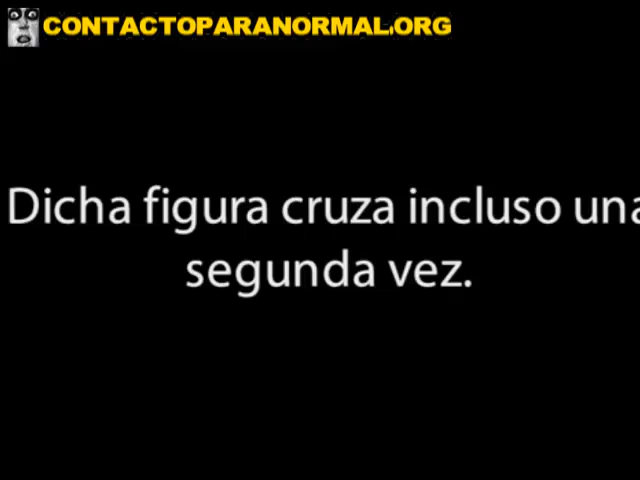 CONTACTOPARANORMAL.ORG
Dicha figura cruza incluso una
segunda vez.